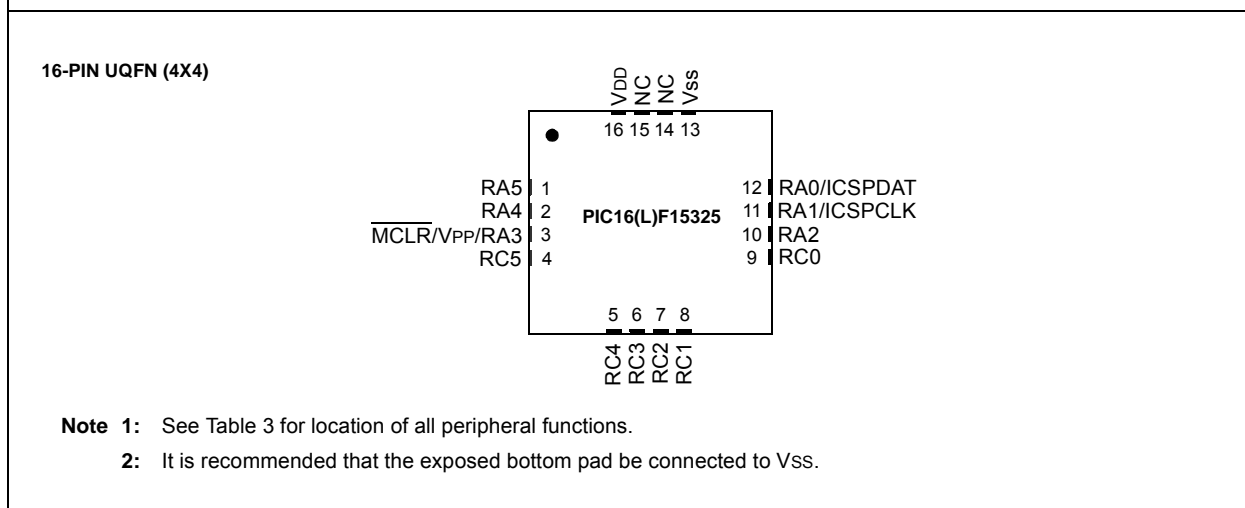 16-PIN UQFN (4X4)
VDD
NC
NC
Vss
16 15 14 13
RA5 1
RA4 2
MCLR/VPP/RA3 3
RC5 4
PIC16(L)F15325
12 RA0/ICSPDAT
11 RA1/ICSPCLK
10 RA2
9 RC0
5 6 7 8
RC4
RC3
RC2
RC1
Note 1: See Table 3 for location of all peripheral functions.
2: It is recommended that the exposed bottom pad be connected to VSS.